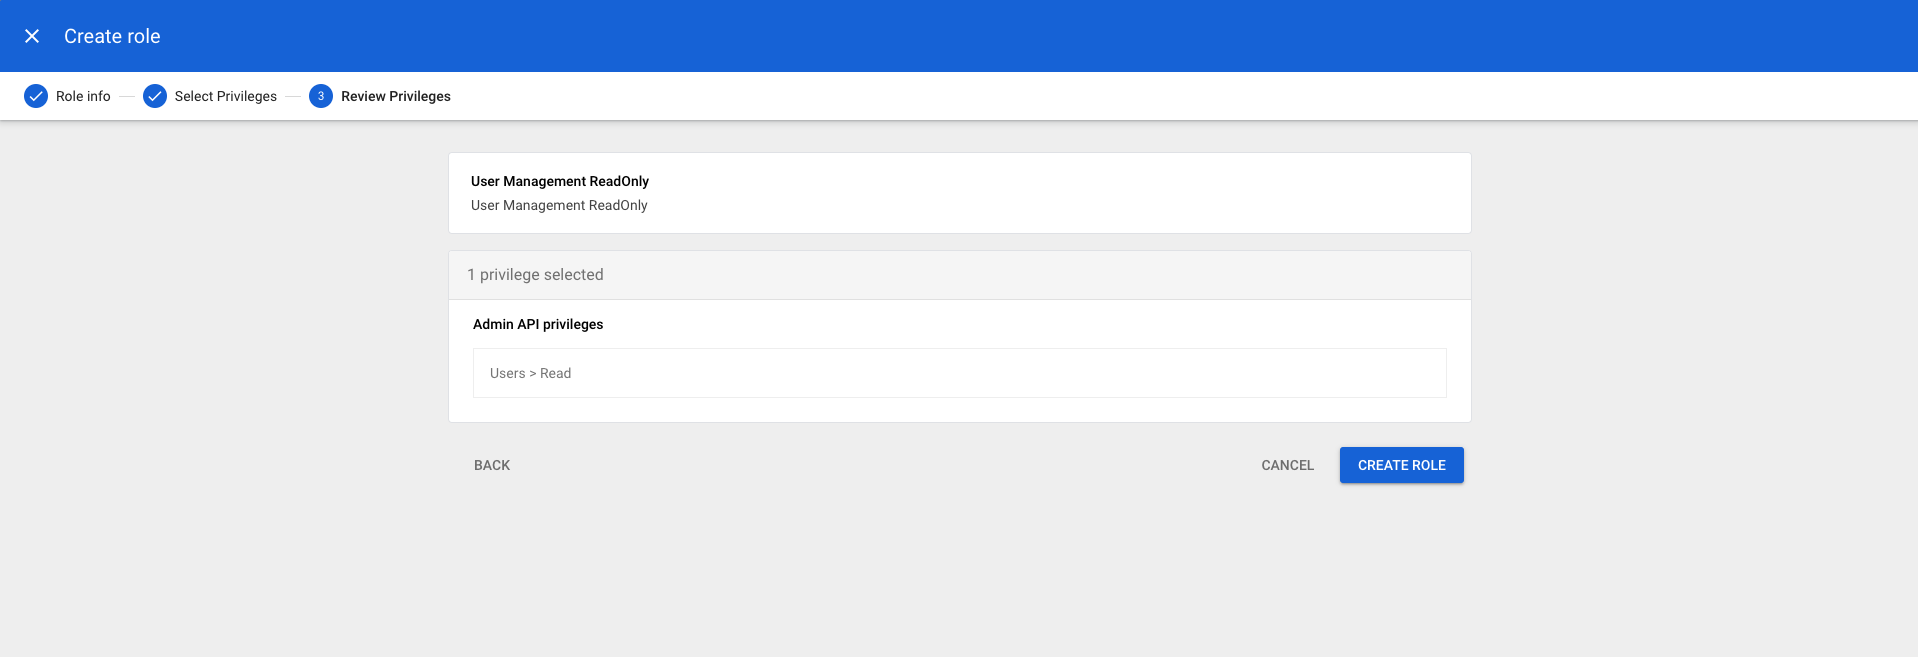 Create role
Role info
Select Privileges
3
Review Privileges
User Management ReadOnly
User Management ReadOnly
1 privilege selected
Admin API privileges
Users > Read
BACK
CANCEL
CREATE ROLE